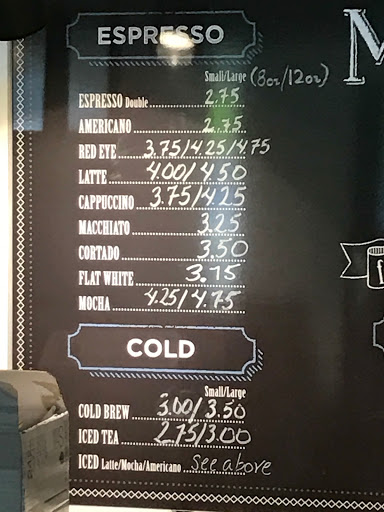 ESPRESSO
Small/Large (8oz/12oz)
ESPRESSO Double 2.75
AMERICANO 2.75
RED EYE 3.75/4.25/4.75
LATTE 4.00/4.50
CAPPUCCINO 3.75/4.25
MACCHIATO 3.25
CORTADO 3.50
FLAT WHITE 3.75
MOCHA 4.25/4.75
COLD
Small/Large
COLD BREW 3.00/3.50
ICED TEA 2.75/3.00
ICED Latte/Mocha/Americano see above